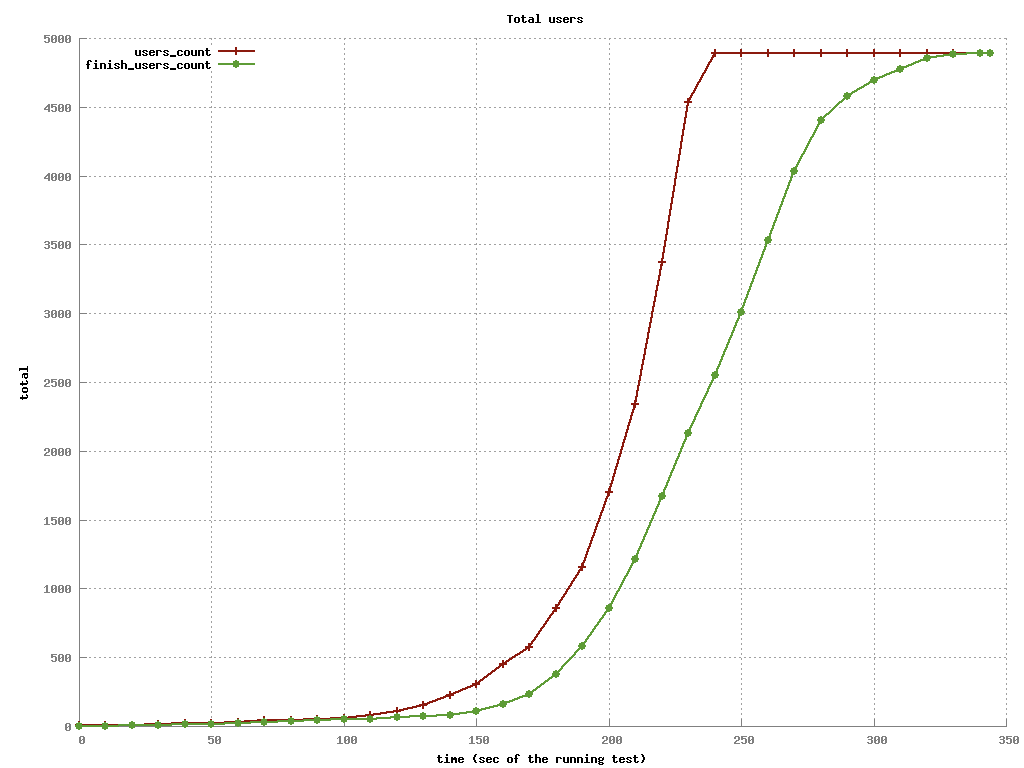 Total users
users_count
finish_users_count
5000
4500
4000
3500
3000
2500
2000
1500
1000
500
0
total
0 50 100 150 200 250 300 350
time (sec of the running test)